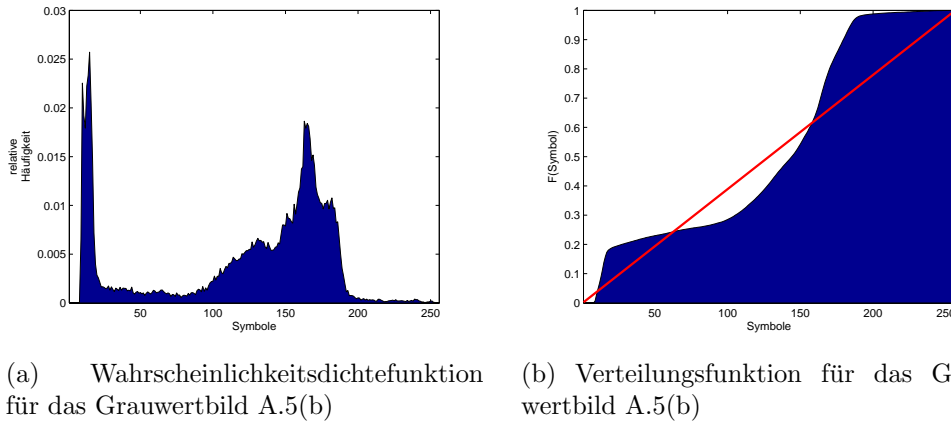 0.03
0.025
0.02
0.015
0.01
0.005
0
relative
Häufigkeit
50 100 150 200 250
Symbole
1
0.9
0.8
0.7
0.6
0.5
0.4
0.3
0.2
0.1
0
F(Symbol)
50 100 150 200 250
Symbole
(a) Wahrscheinlichkeitsdichtefunktion
für das Grauwertbild A.5(b)
(b) Verteilungsfunktion für das G
wertbild A.5(b)